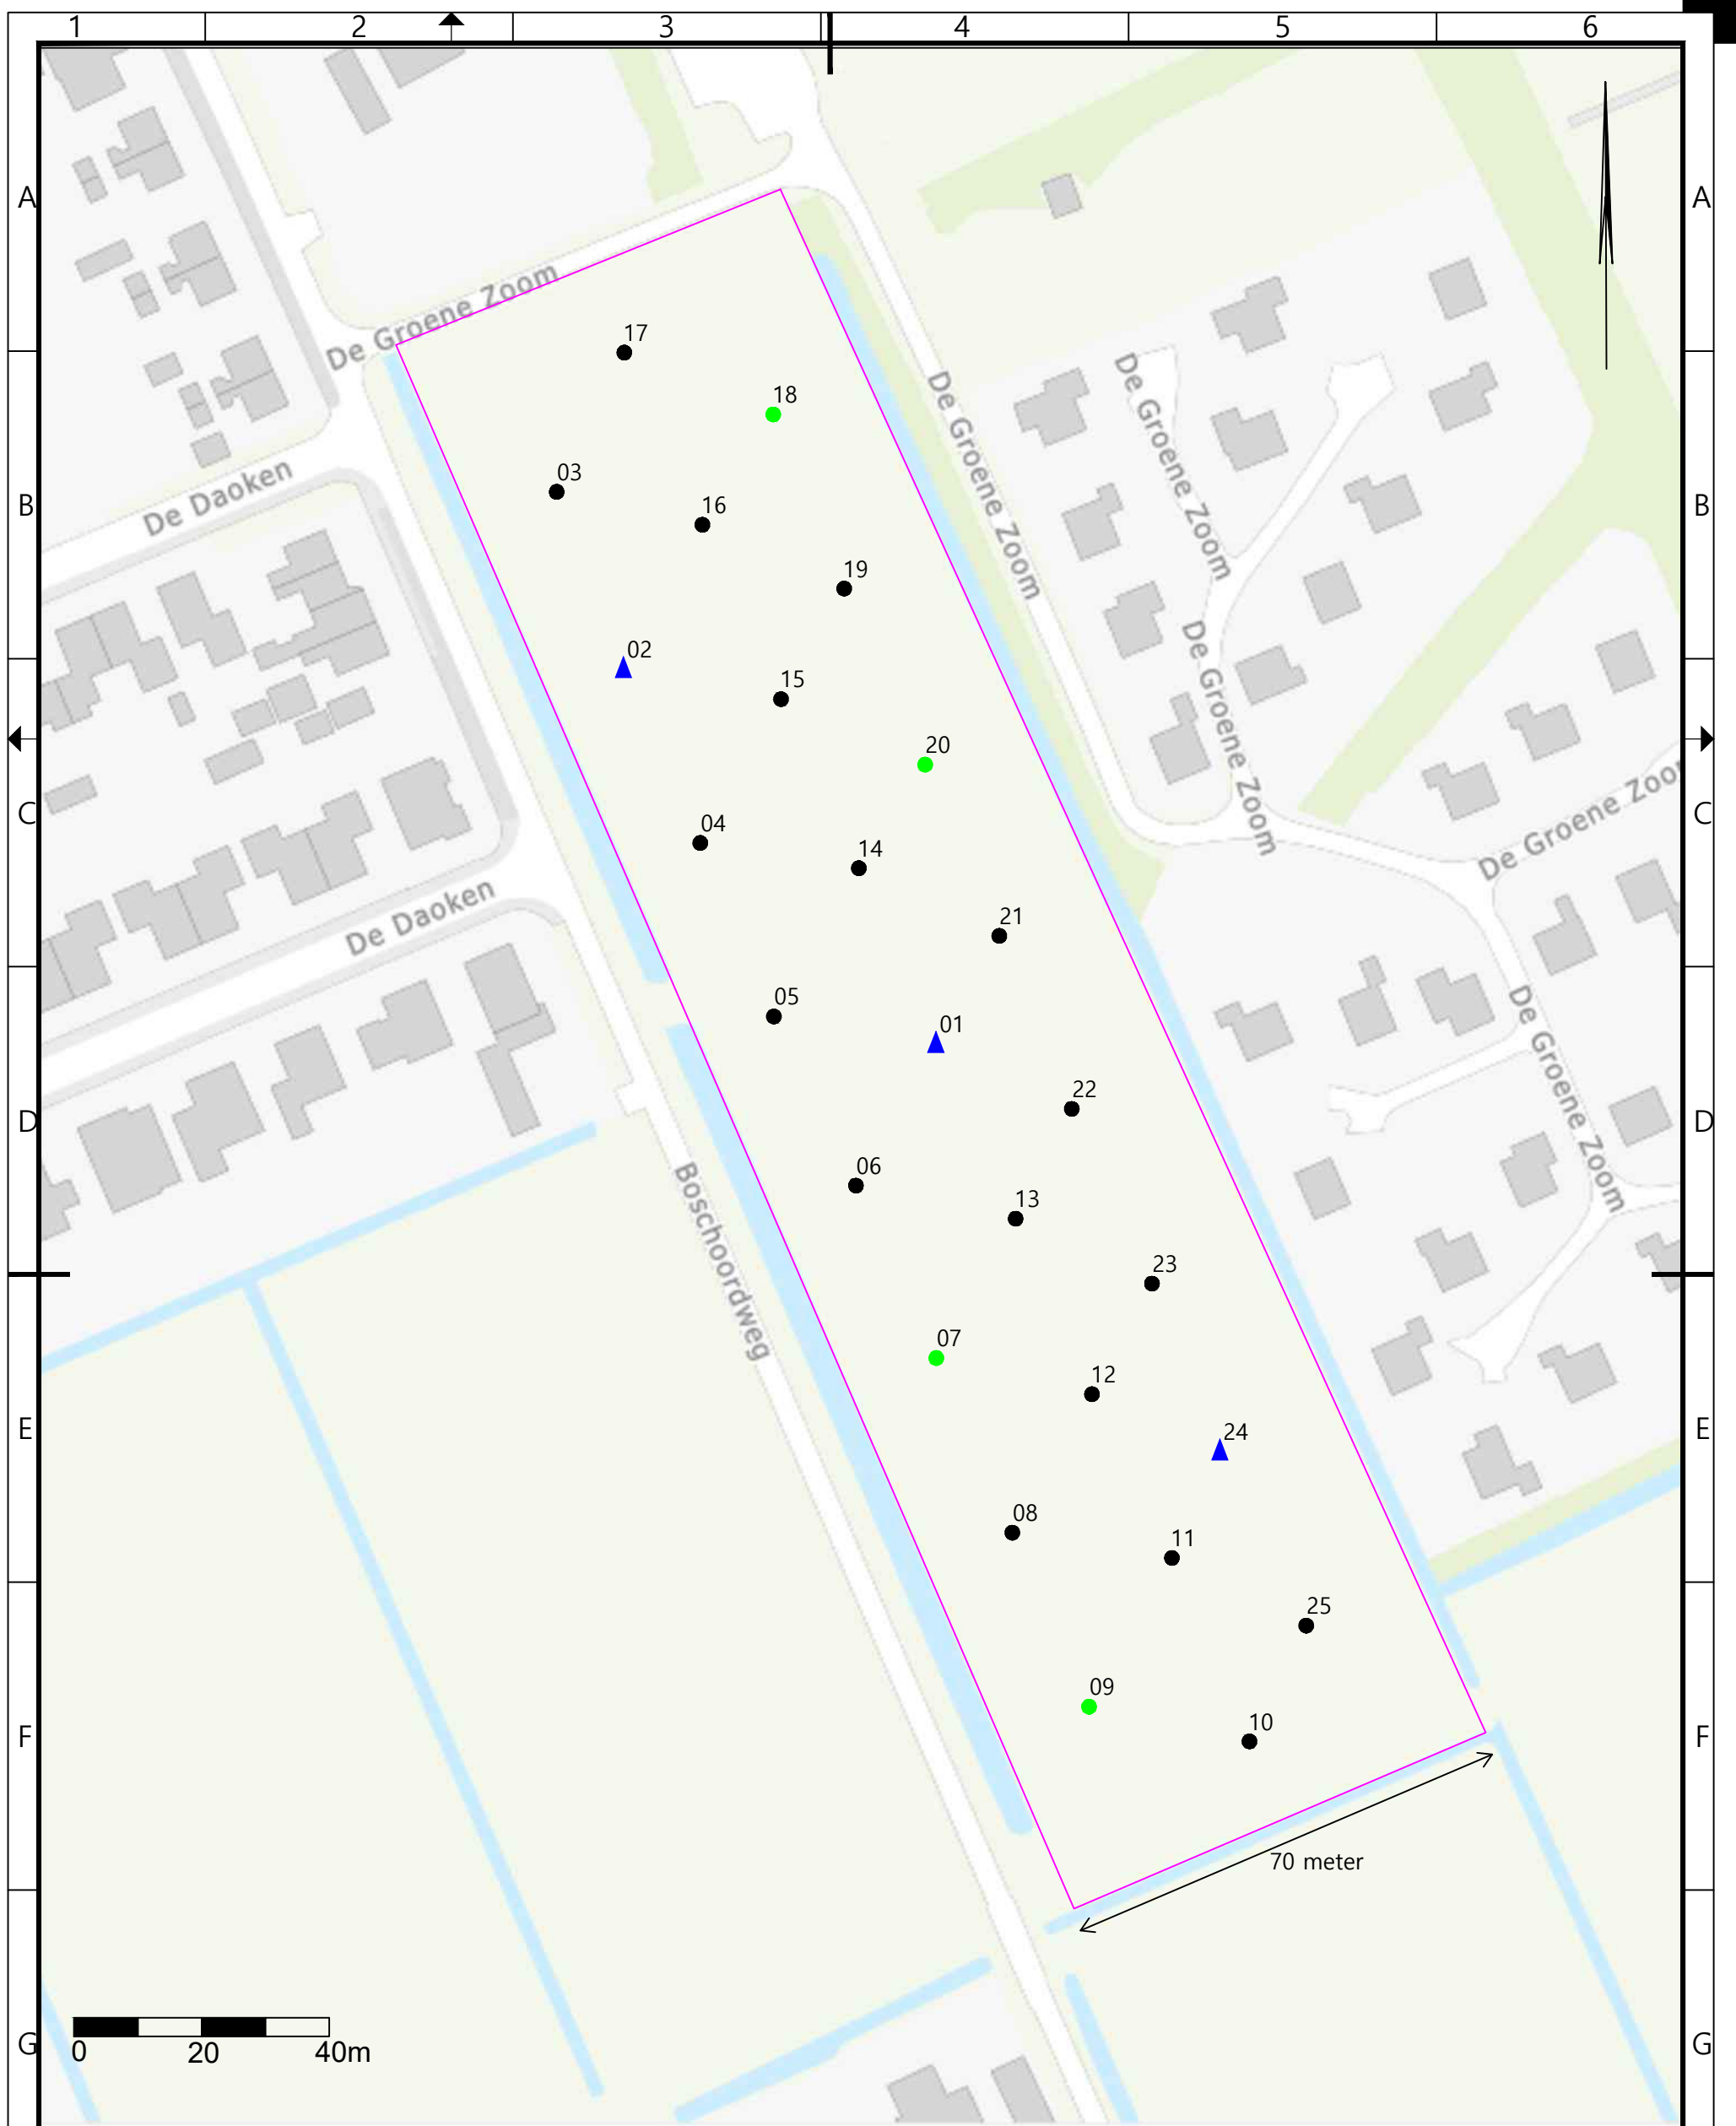 1 2 3 4 5 6
A A
De Groene Zoom
17
18
De Groene Zoom
De Groene Zoom
03
De Daoken
16
B B
19
02
De Groene Zoom
15
20
De Groene Zoo
C C
04
14
De Daoken
21
05
01
De Groene Zoom
22
D D
06
13
Boschoordweg
23
07
12
E E
24
08
11
25
09
F F
10
70 meter
G G
0 20 40m